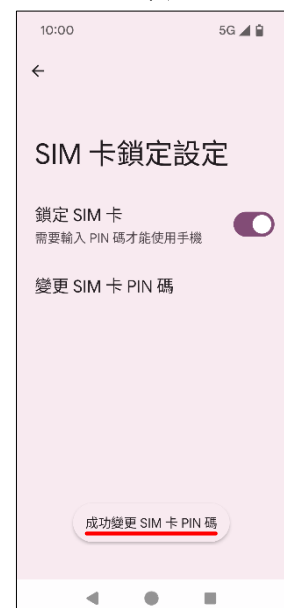 10:00 5G
SIM 卡鎖定設定
鎖定 SIM 卡
需要輸入 PIN 碼才能使用手機
變更 SIM 卡 PIN 碼
成功變更 SIM 卡 PIN 碼